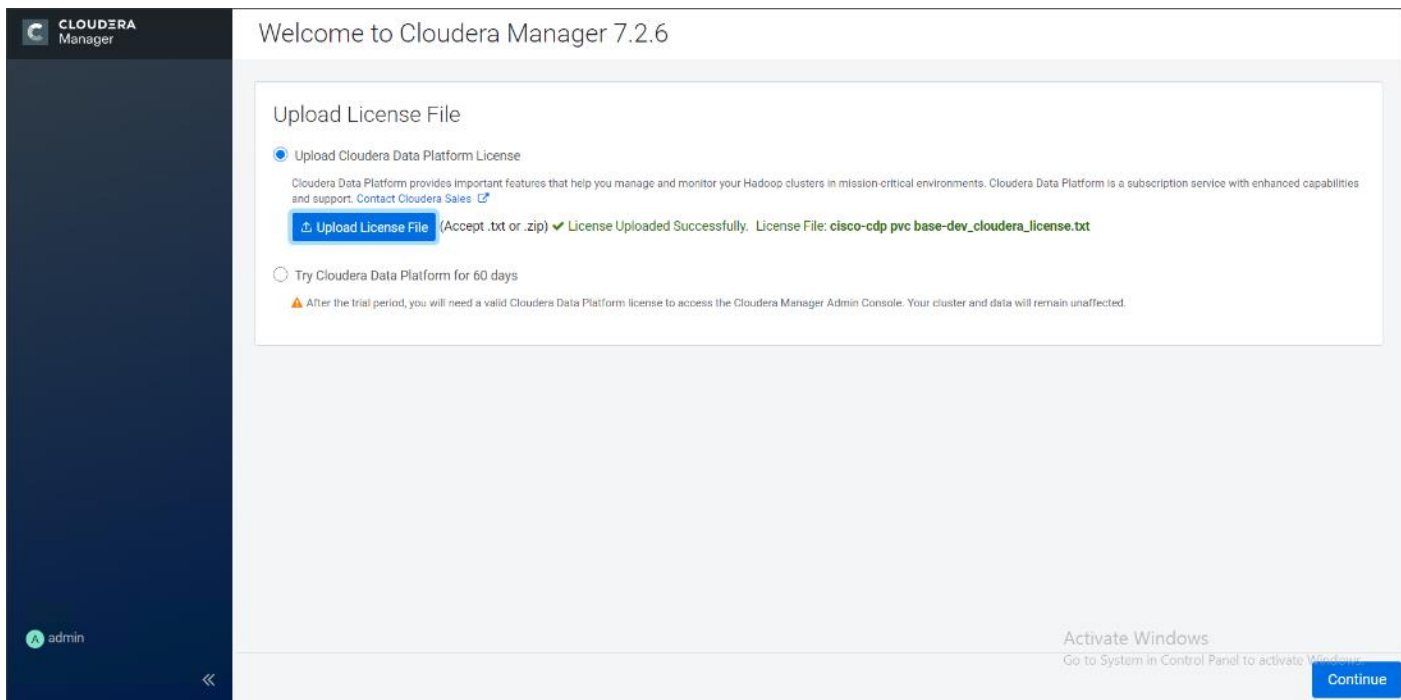 CLOUDERA
Manager
Welcome to Cloudera Manager 7.2.6
Upload License File
Upload Cloudera Data Platform License
Cloudera Data Platform provides important features that help you manage and monitor your Hadoop clusters in mission-critical environments. Cloudera Data Platform is a subscription service with enhanced capabilities
and support. Contact Cloudera Sales
Upload License File (Accept .txt or .zip) License Uploaded Successfully. License File: cisco-cdp pvc base-dev_cloudera_license.txt
Try Cloudera Data Platform for 60 days
After the trial period, you will need a valid Cloudera Data Platform license to access the Cloudera Manager Admin Console. Your cluster and data will remain unaffected.
A admin
Activate Windows
Go to System in Control Panel to activate Windows.
Continue